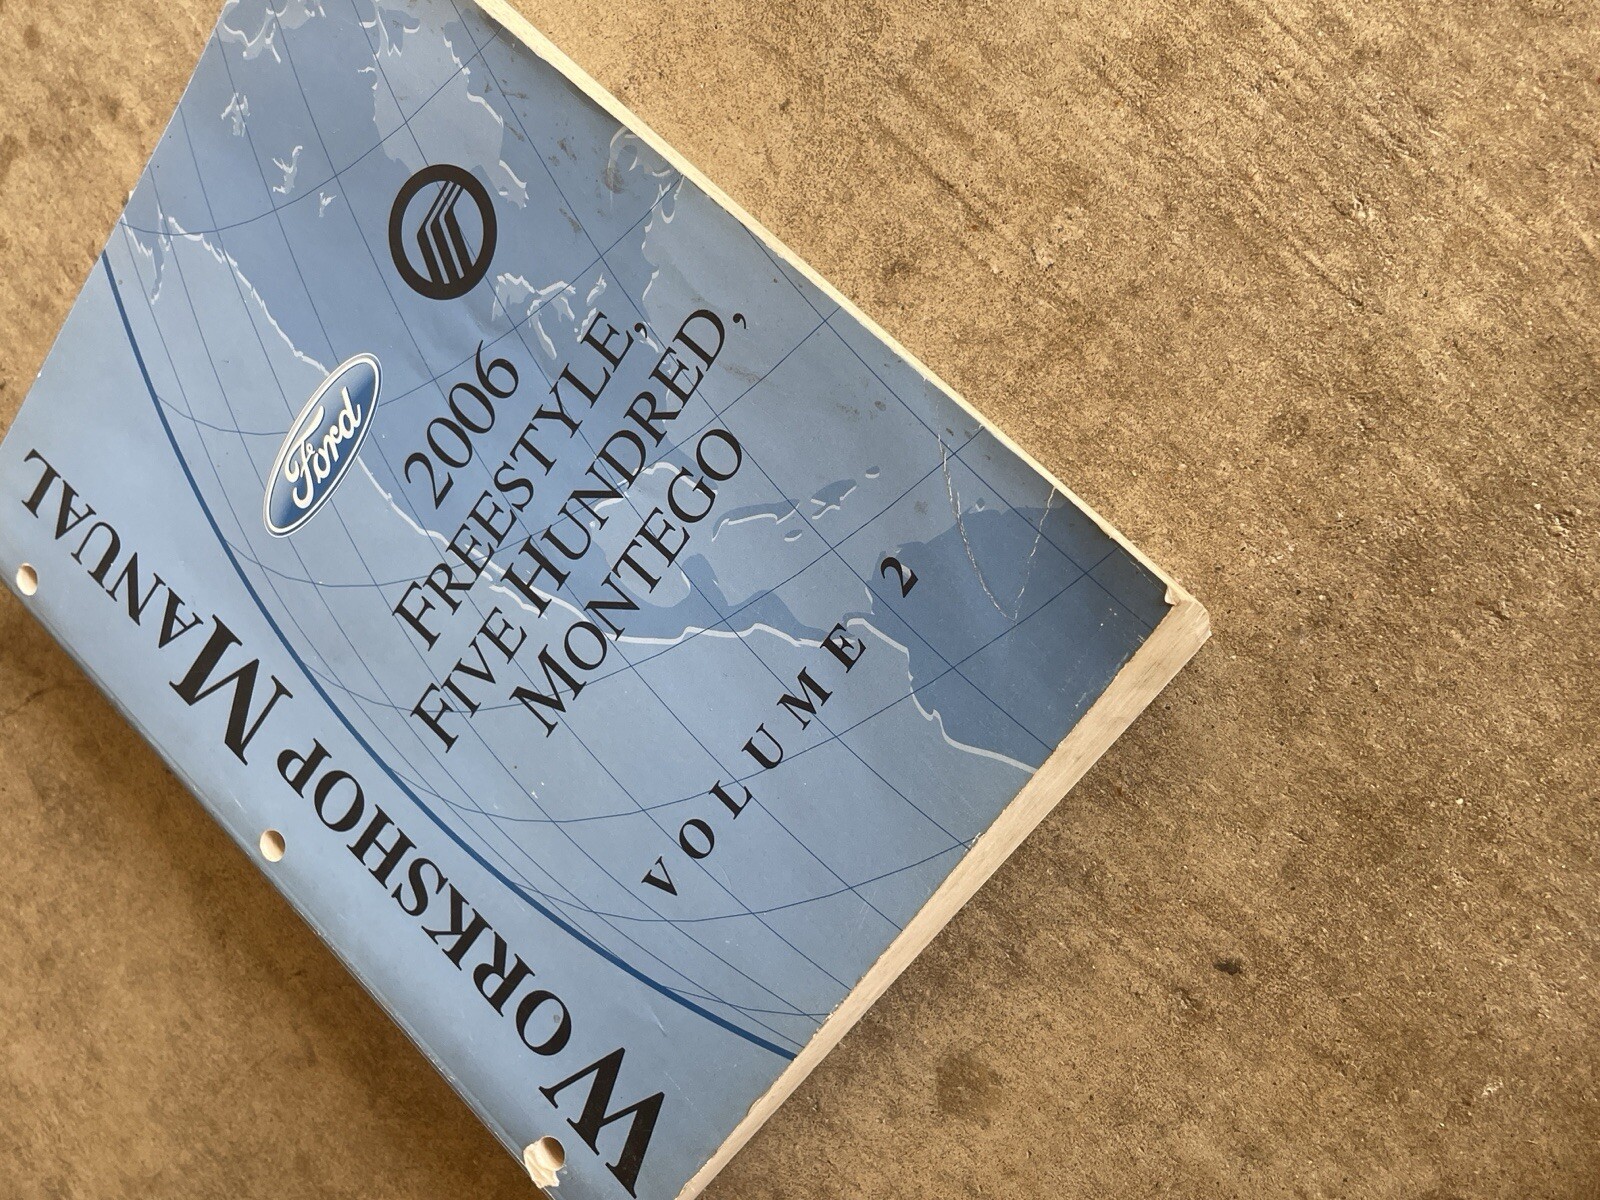 WORKSHOP MANUAL
Ford
2006
FREESTYLE,
FIVE HUNDRED,
MONTEGO
VOLUME 2